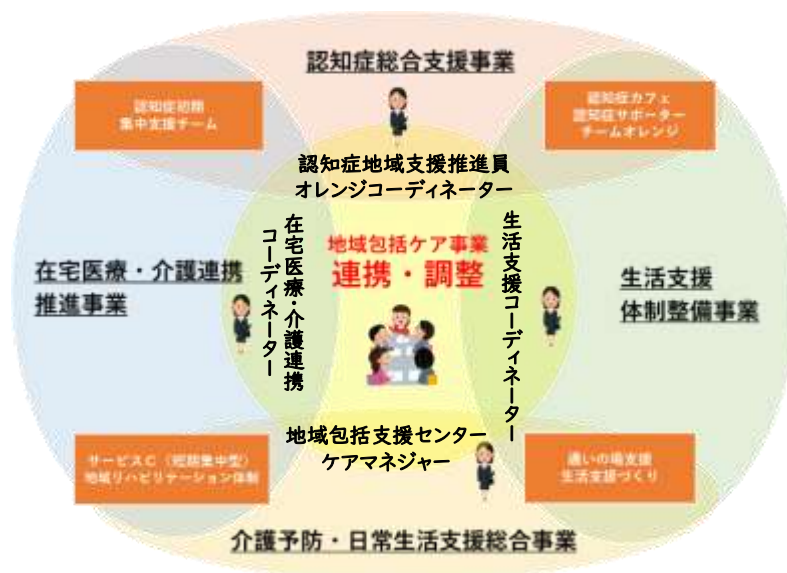 認知症総合支援事業
認知症初期
集中支援チーム
認知症カフェ
認知症サポーター
チームオレンジ
認知症地域支援推進員
オレンジコーディネーター
在宅医療・介護連携
推進事業
在宅医療・介護連携
コーディネーター
地域包括ケア事業
連携・調整
生活支援コーディネーター
生活支援
体制整備事業
地域包括支援センター
ケアマネジャー
サービスC（短期集中型）
地域リハビリテーション体制
通いの場支援
生活支援づくり
介護予防・日常生活支援総合事業